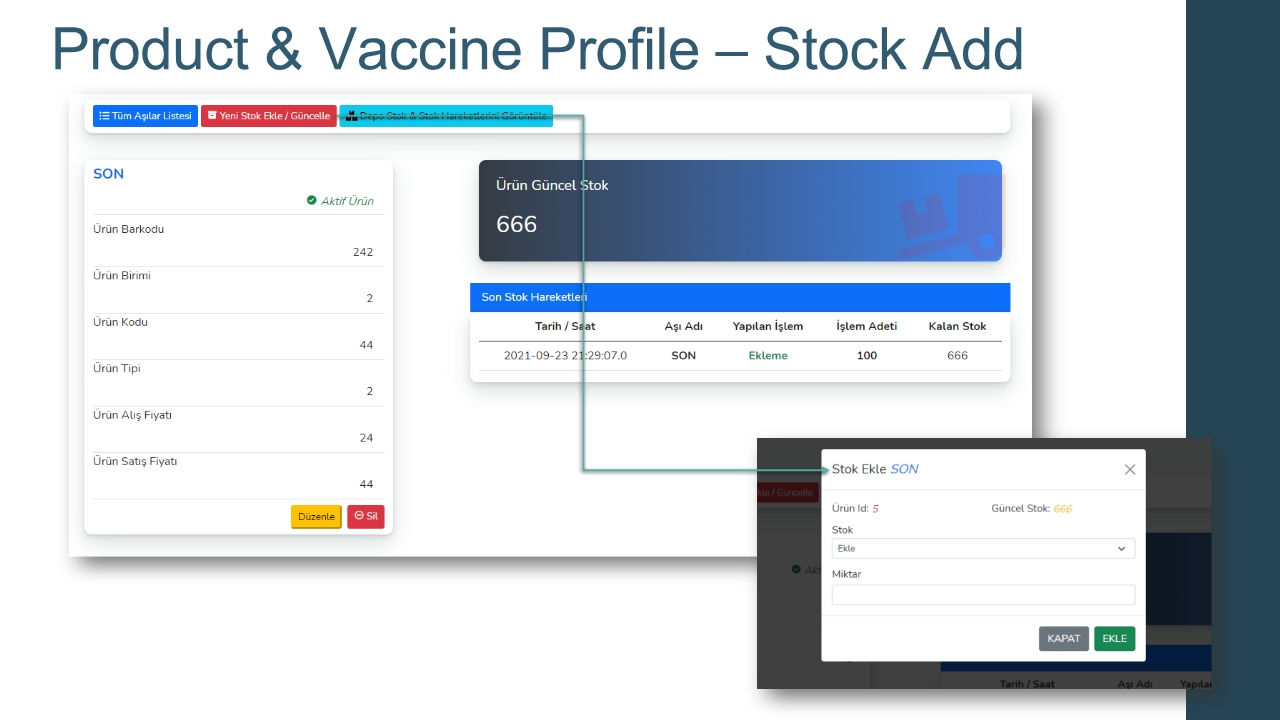 Product & Vaccine Profile – Stock Add
Tüm Aşılar Listesi
Yeni Stok Ekle / Güncelle
Depo Stok & Stok Hareketlerini Görüntüle
SON
Aktif Ürün
Ürün Barkodu
242
Ürün Birimi
2
Ürün Kodu
44
Ürün Tipi
2
Ürün Alış Fiyatı
24
Ürün Satış Fiyatı
44
Düzenle
Sil
Ürün Güncel Stok
666
Son Stok Hareketleri
Tarih / Saat Aşı Adı Yapılan İşlem İşlem Adeti Kalan Stok
2021-09-23 21:29:07.0 SON Ekleme 100 666
Stok Ekle SON
Ürün Id: 5 Güncel Stok: 666
Stok
Ekle
Miktar
KAPAT EKLE
/ Güncelle
Tarih / Saat Aşı Adı